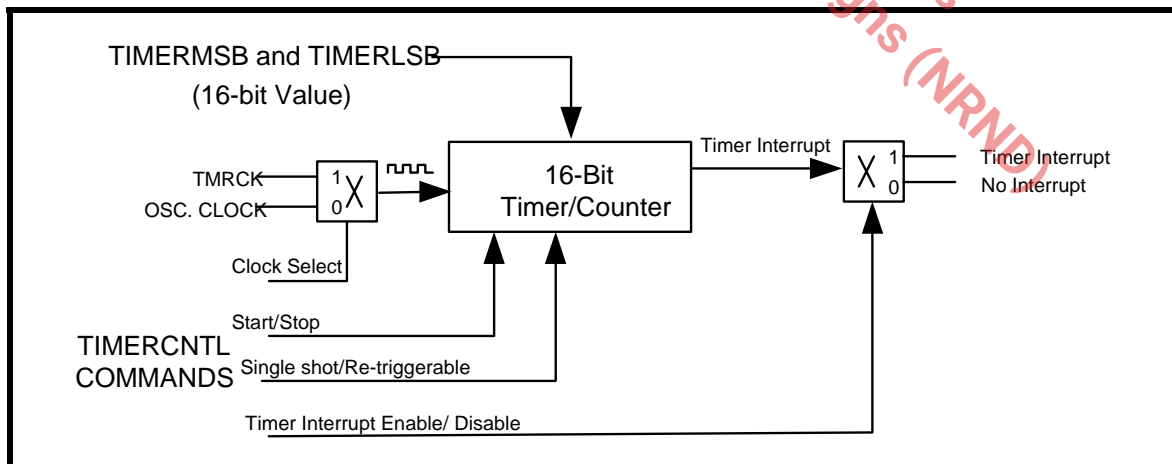 TIMERMSB and TIMERLSB
(16-bit Value)
gns (NRND)
Timer Interrupt
TMRCK
OSC. CLOCK
1
0
X
16-Bit
Timer/Counter
X
1
0
Timer Interrupt
No Interrupt
Clock Select
Start/Stop
TIMERCNTL
COMMANDS
Single shot/Re-triggerable
Timer Interrupt Enable/ Disable